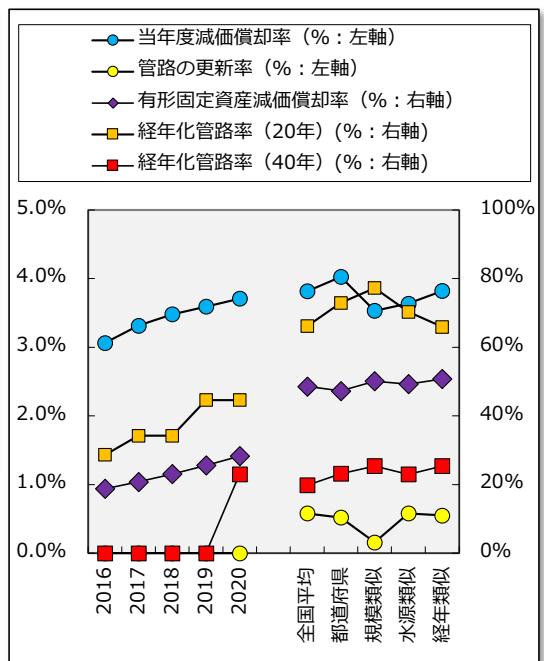 当年度減価償却率（%：左軸）
管路の更新率（%：左軸）
有形固定資産減価償却率（%：右軸）
経年化管路率（20年）(%：右軸)
経年化管路率（40年）(%：右軸)
5.0%
100%
4.0%
80%
3.0%
60%
2.0%
40%
1.0%
20%
0.0%
0%
2016
2017
2018
2019
2020
全国平均
都道府県
規模類似
水源類似
経年類似